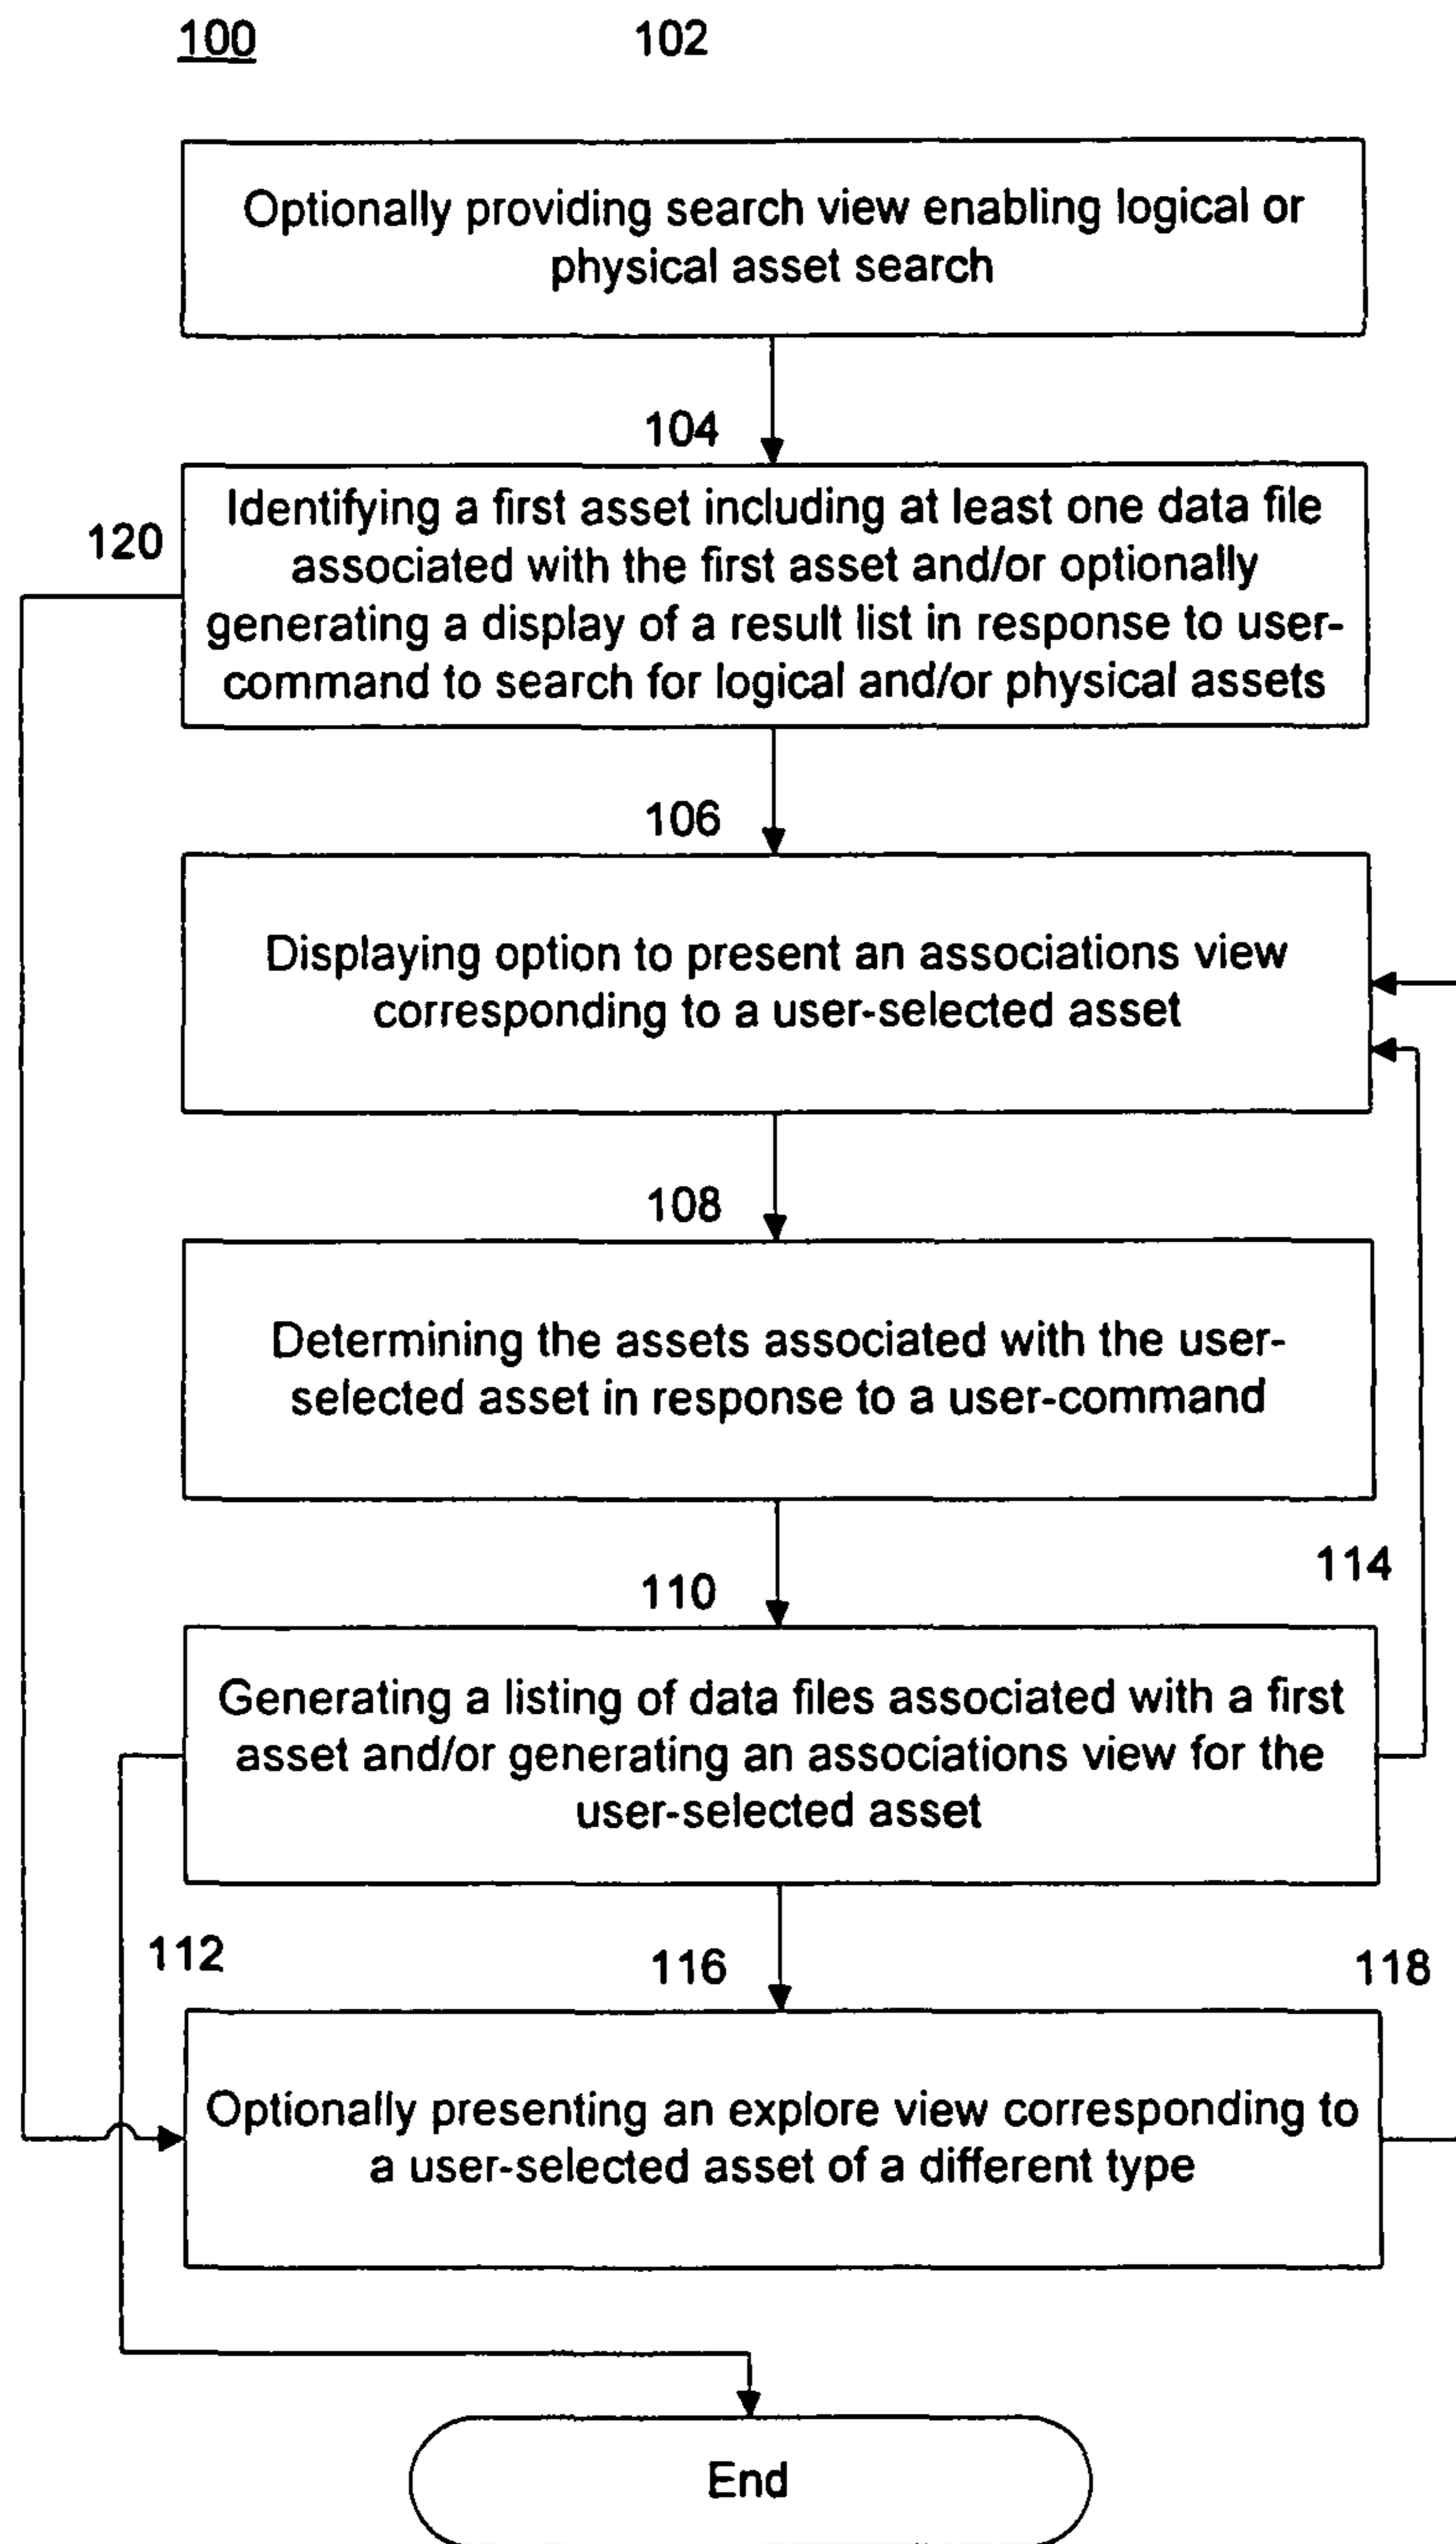 100
102
Optionally providing search view enabling logical or
physical asset search
104
120
Identifying a first asset including at least one data file
associated with the first asset and/or optionally
generating a display of a result list in response to user-
command to search for logical and/or physical assets
106
Displaying option to present an associations view
corresponding to a user-selected asset
108
Determining the assets associated with the user-
selected asset in response to a user-command
114
110
Generating a listing of data files associated with a first
asset and/or generating an associations view for the
user-selected asset
112
116
118
Optionally presenting an explore view corresponding to
a user-selected asset of a different type
End